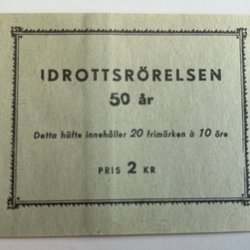 IDROTTSRÖRELSEN
50 år
Detta häfte innehåller 20 frimärken à 10 öre
PRIS 2 KR